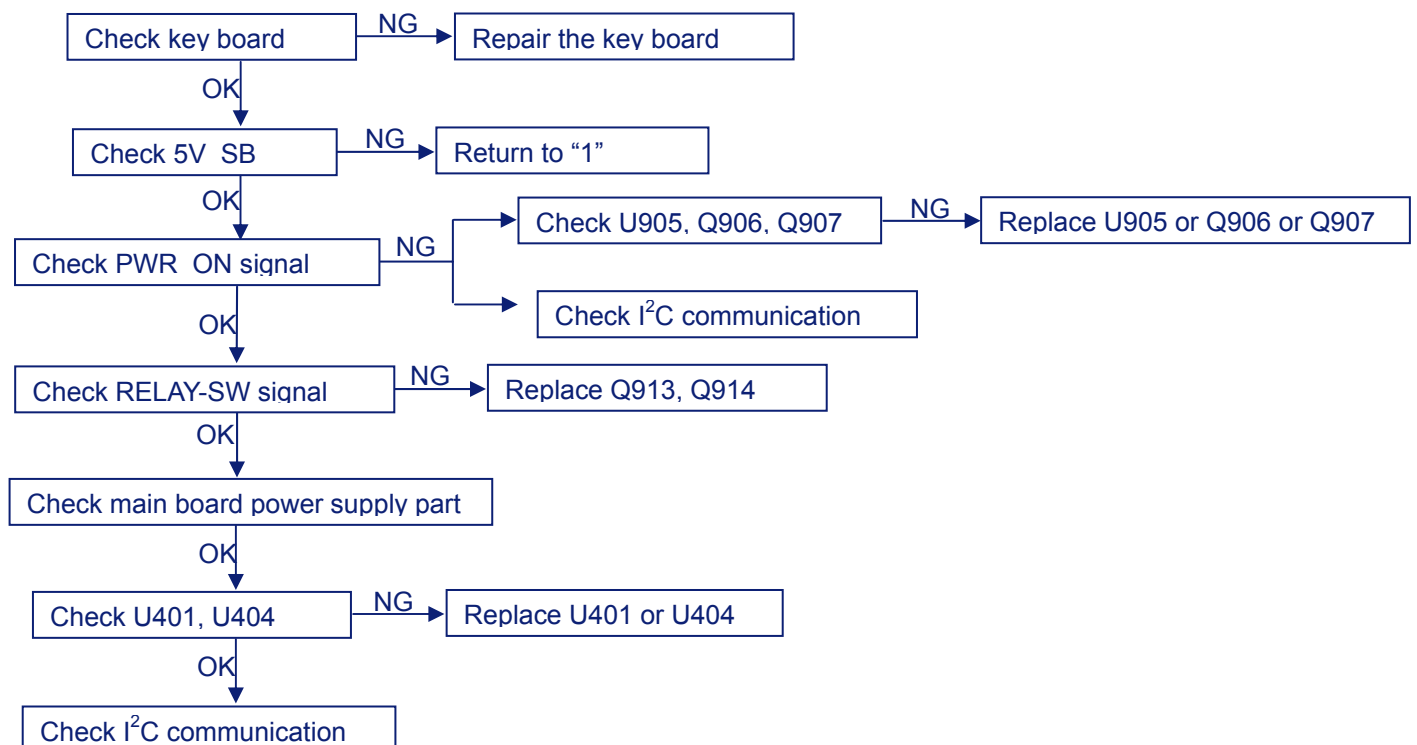 Check key board
NG
Repair the key board
OK
Check 5V SB
NG
Return to “1”
OK
Check U905, Q906, Q907
NG
Replace U905 or Q906 or Q907
Check PWR ON signal
NG
Check I²C communication
OK
Check RELAY-SW signal
NG
Replace Q913, Q914
OK
Check main board power supply part
OK
Check U401, U404
NG
Replace U401 or U404
OK
Check I²C communication